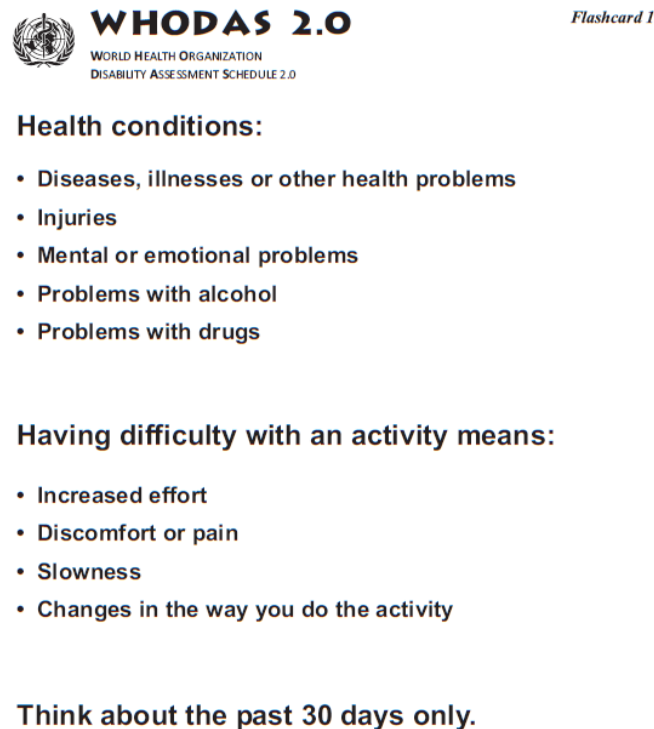 WHODAS 2.0
Flashcard 1
WORLD HEALTH ORGANIZATION
DISABILITY ASSESSMENT SCHEDULE 2.0
Health conditions:
• Diseases, illnesses or other health problems
• Injuries
• Mental or emotional problems
• Problems with alcohol
• Problems with drugs
Having difficulty with an activity means:
• Increased effort
• Discomfort or pain
• Slowness
• Changes in the way you do the activity
Think about the past 30 days only.